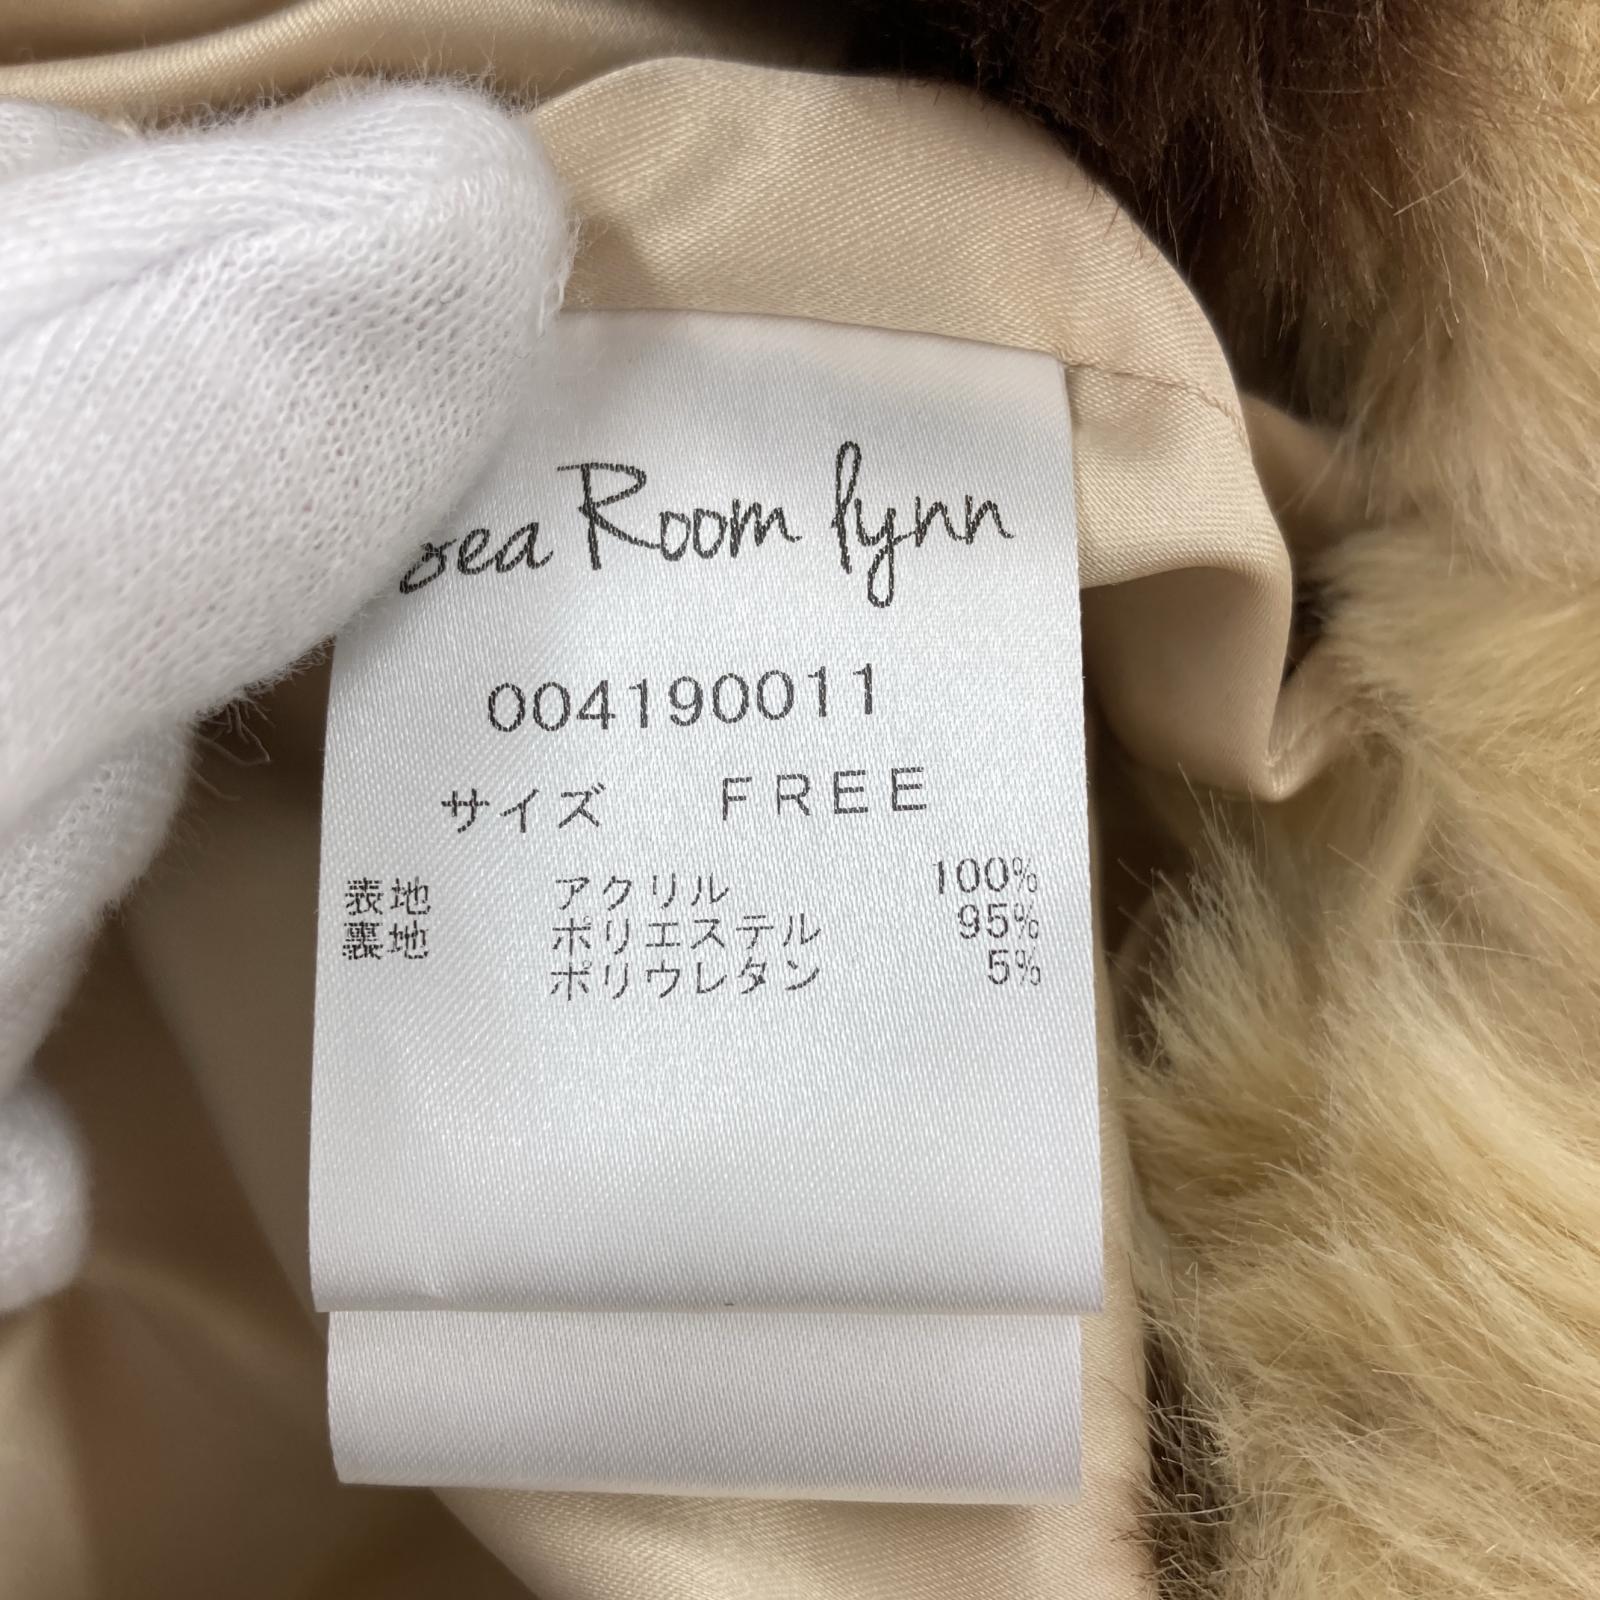 sea Room lynn
004190011
サイズ FREE
表地 アクリル 100%
裏地 ポリエステル 95%
ポリウレタン 5%